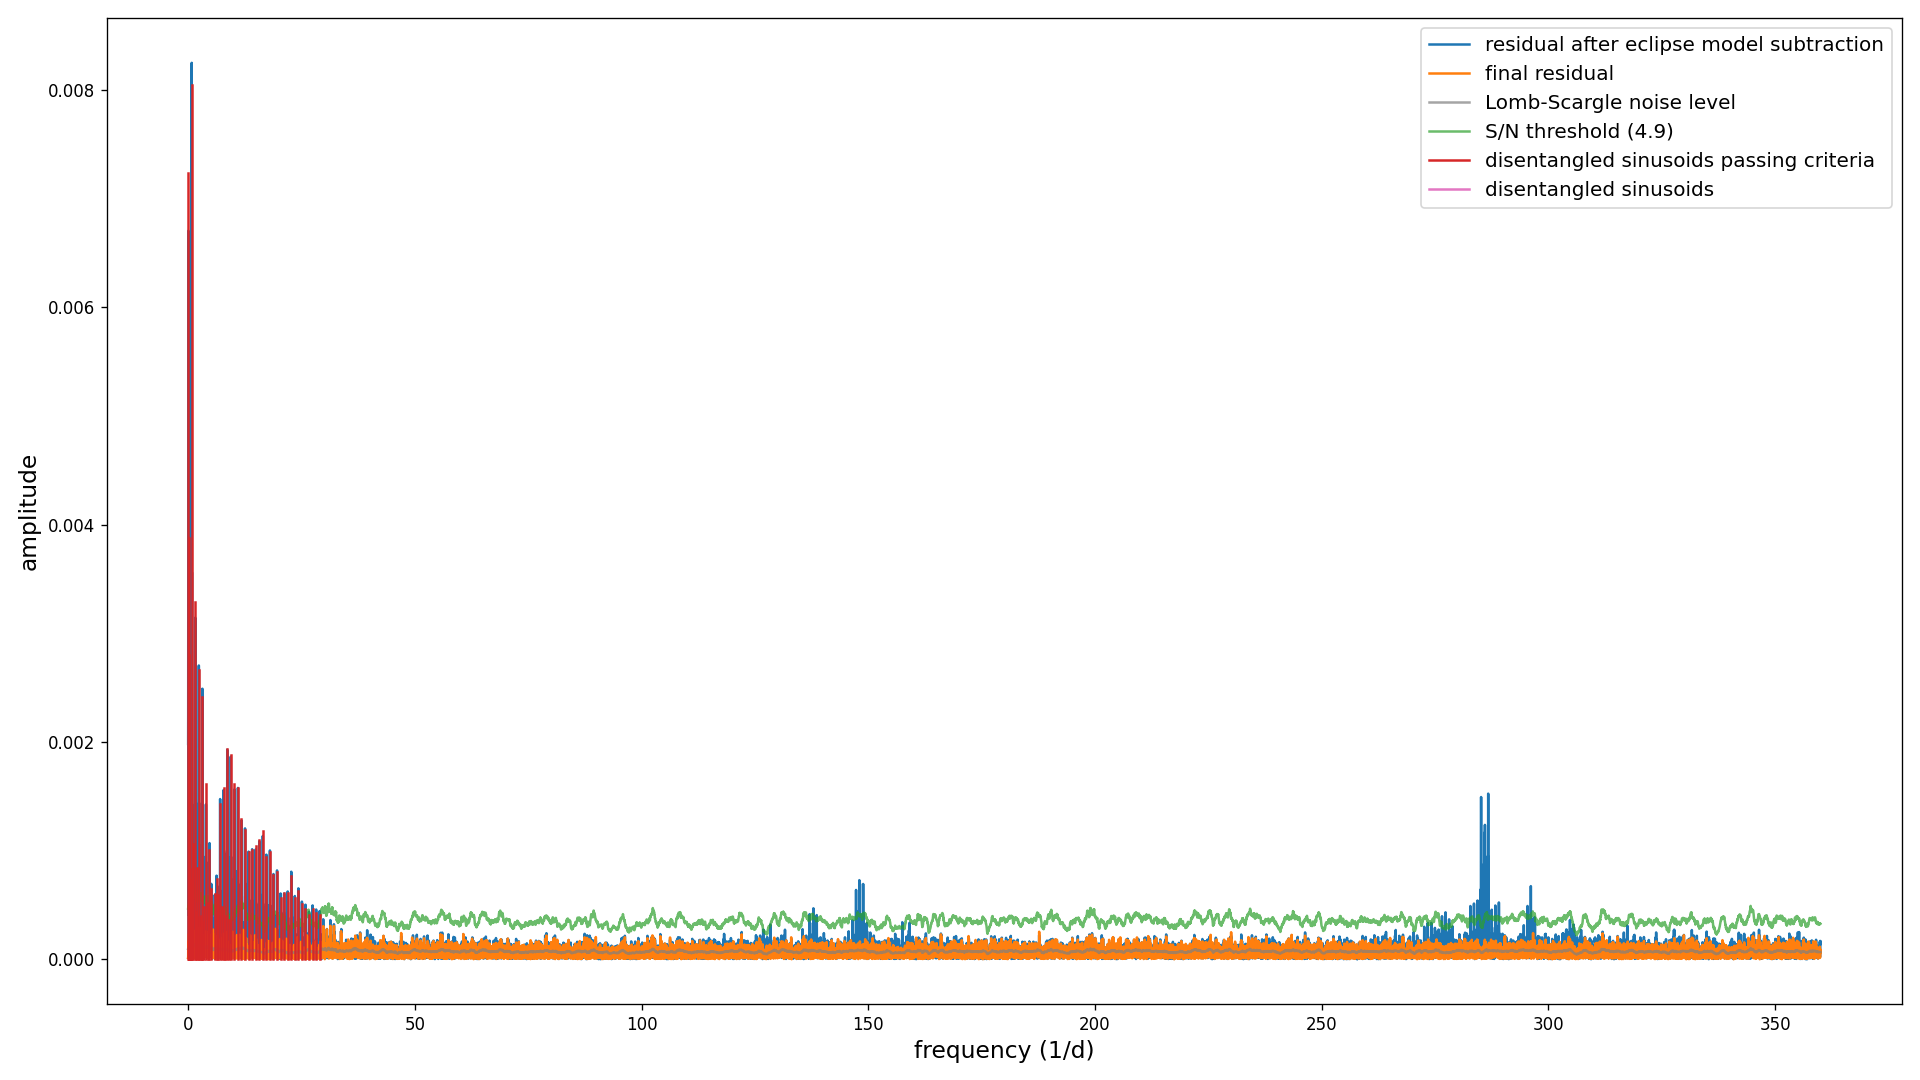 residual after eclipse model subtraction
final residual
Lomb-Scargle noise level
S/N threshold (4.9)
disentangled sinusoids passing criteria
disentangled sinusoids
0.008
0.006
0.004
0.002
0.000
amplitude
0 50 100 150 200 250 300 350
frequency (1/d)